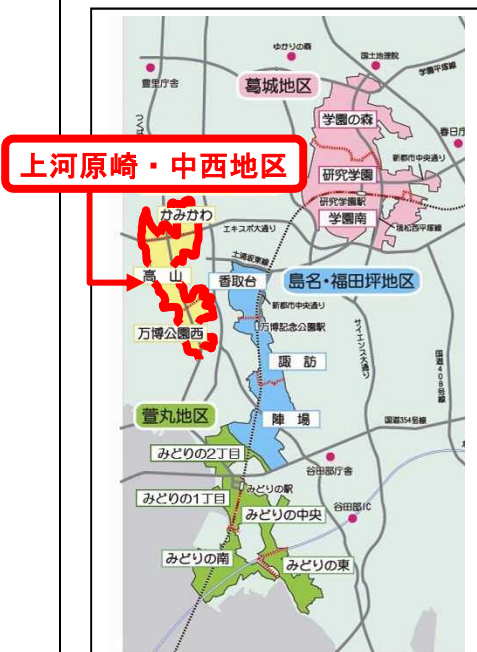 ゆかりの森
国土地理院
学園平塚線
豊里庁舎
葛城地区
学園の森
つくば
春日庁
新都市中央通り
上河原崎・中西地区
研究学園
研究学園駅
かみかわ
学園南
エキスポ大通り
土浦坂東線
高 山
香取台
島名・福田坪地区
新都市中央通り
万博記念公園駅
万博公園西
サイエンス大通り
国道408号線
諏 訪
萱丸地区
陣 場
国道354号線
みどりの2丁目
谷田部庁舎
みどりの駅
みどりの1丁目
谷田部IC
みどりの中央
みどりの南
みどりの東